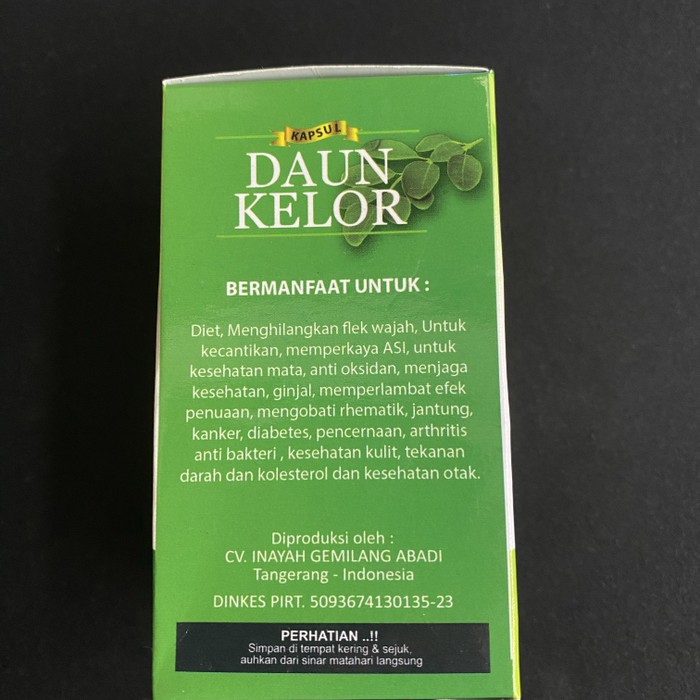 KAPSUL
DAUN
KELOR
BERMANFAAT UNTUK :
Diet, Menghilangkan flek wajah, Untuk
kecantikan, memperkaya ASI, untuk
kesehatan mata, anti oksidan, menjaga
kesehatan, ginjal, memperlambat efek
penuaan, mengobati rhematik, jantung,
kanker, diabetes, pencernaan, arthritis
anti bakteri , kesehatan kulit, tekanan
darah dan kolesterol dan kesehatan otak.
Diproduksi oleh :
CV. INAYAH GEMILANG ABADI
Tangerang - Indonesia
DINKES PIRT. 5093674130135-23
PERHATIAN ..!!
Simpan di tempat kering & sejuk,
auhkan dari sinar matahari langsung